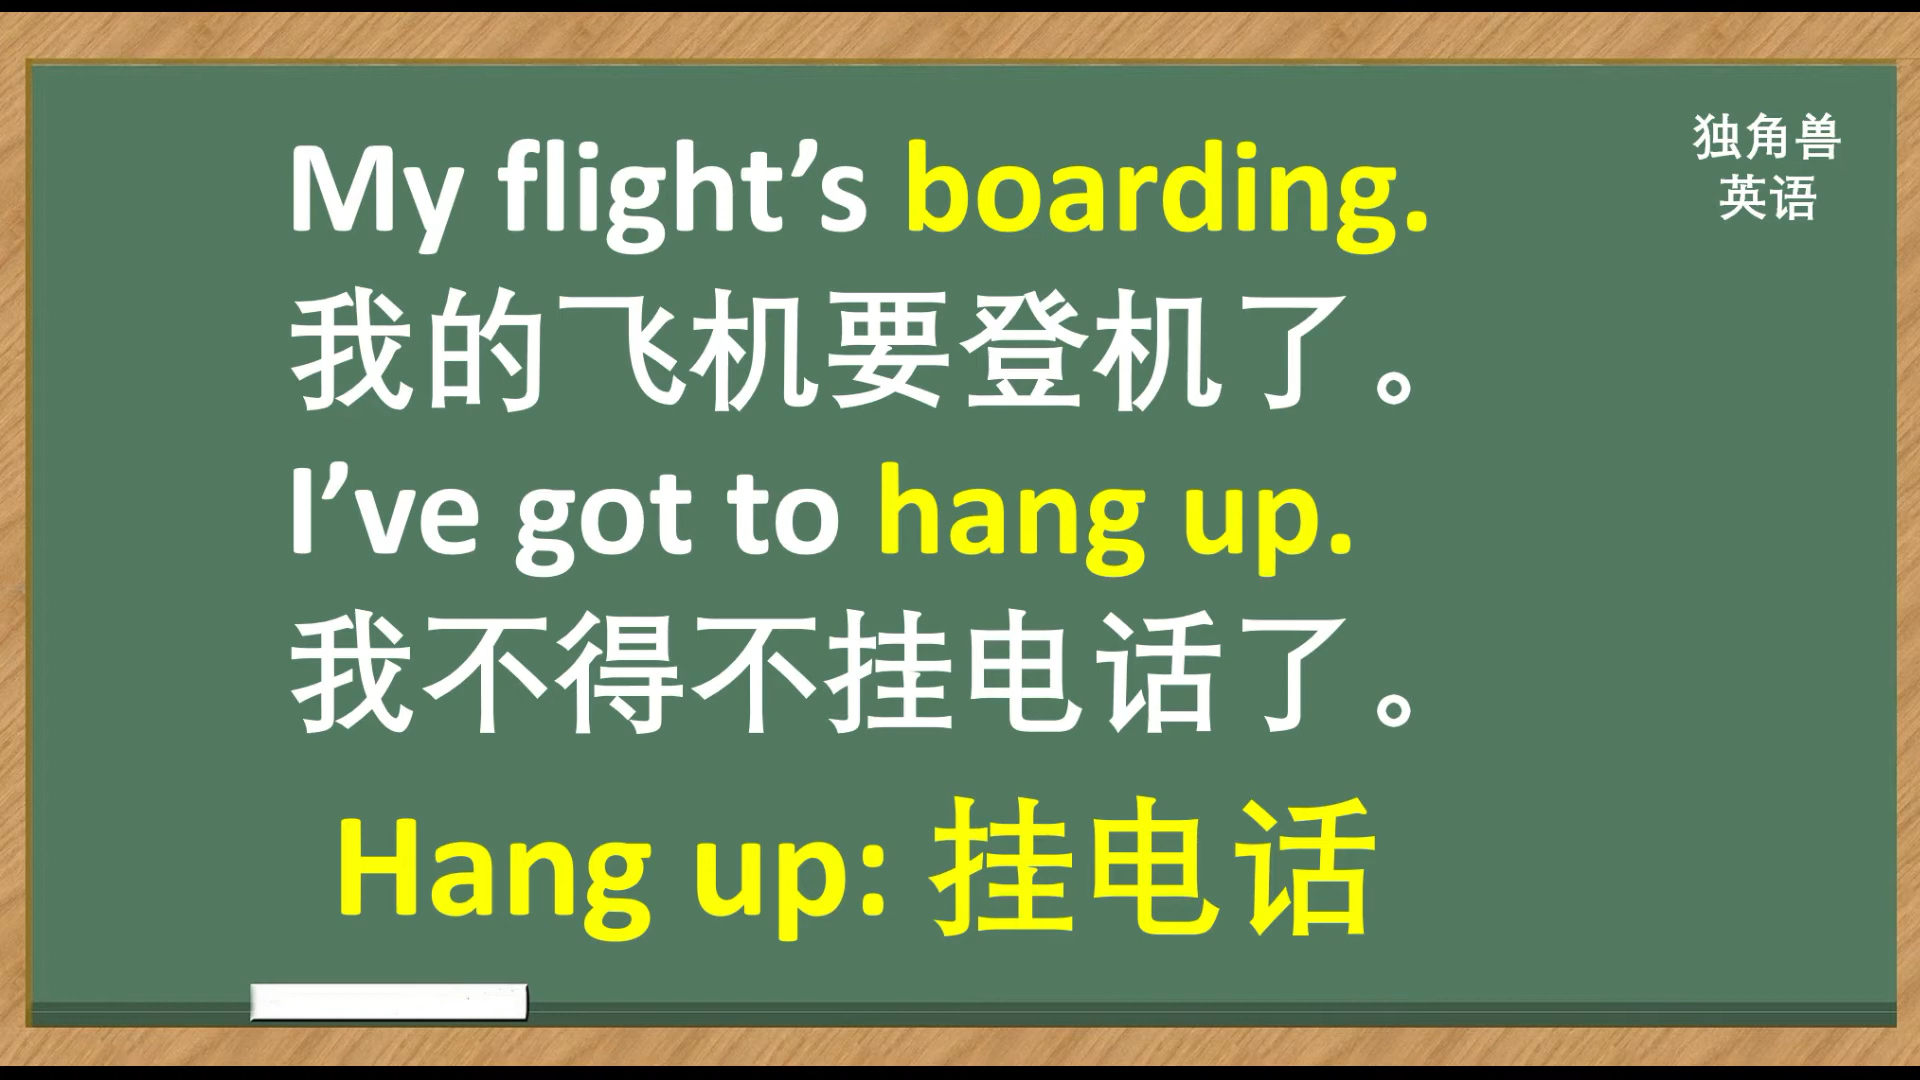 My flight’s boarding.
独角兽
英语
我的飞机要登机了。
I’ve got to hang up.
我不得不挂电话了。
Hang up: 挂电话